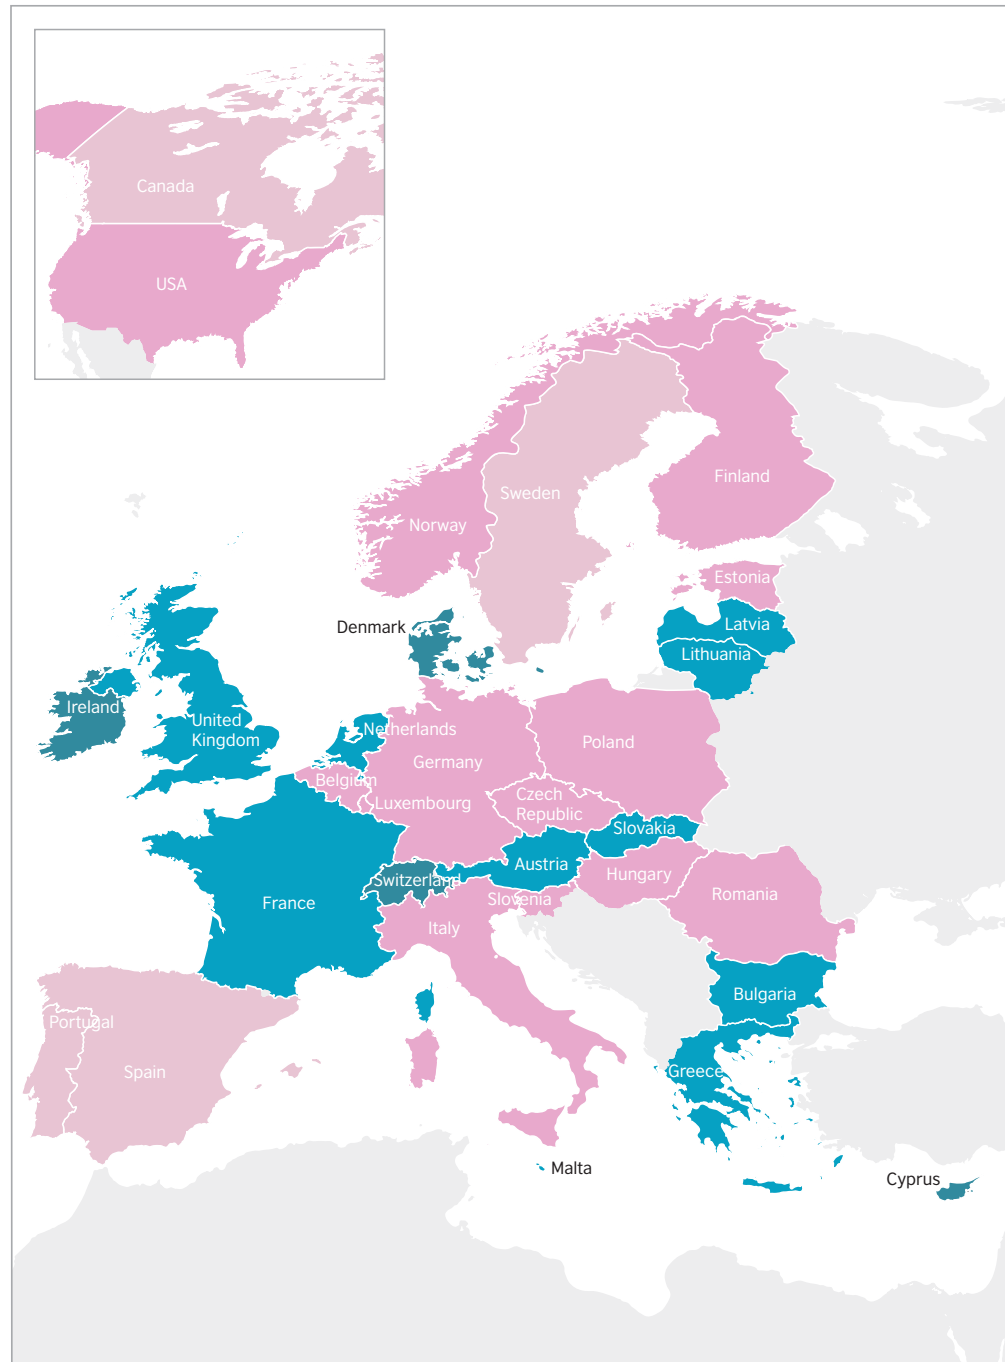 Canada
USA
Finland
Sweden
Norway
Estonia
Latvia
Denmark
Lithuania
Ireland
United
Kingdom
Netherlands
Poland
Germany
Belgium
Czech
Republic
Luxembourg
Slovakia
Austria
Hungary
Switzerland
Romania
Slovenia
France
Italy
Bulgaria
Portugal
Spain
Greece
Malta
Cyprus